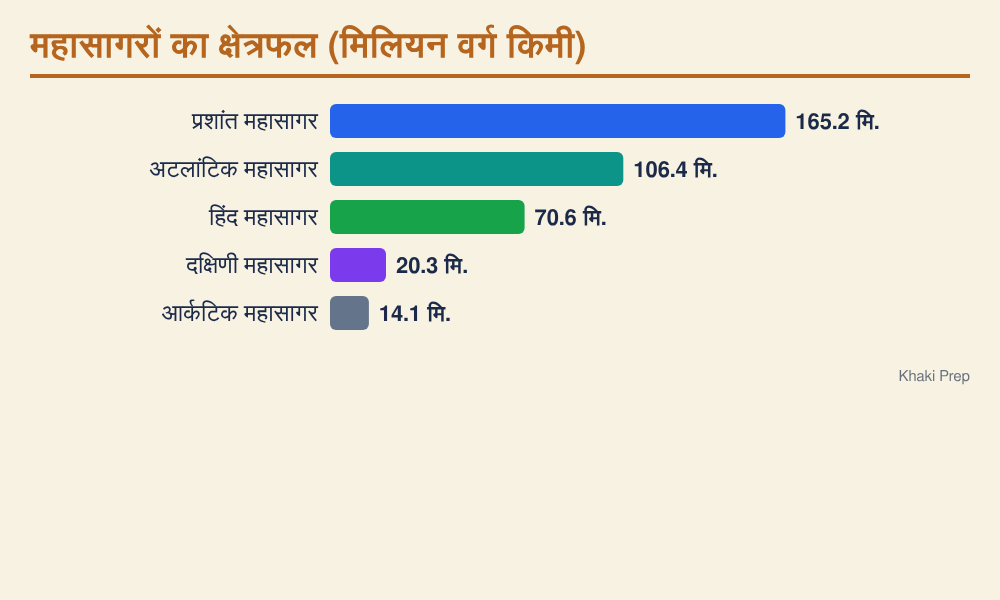 महासागरों का क्षेत्रफल (मिलियन वर्ग किमी)
प्रशांत महासागर 165.2 मि.
अटलांटिक महासागर 106.4 मि.
हिंद महासागर 70.6 मि.
दक्षिणी महासागर 20.3 मि.
आर्कटिक महासागर 14.1 मि.
Khaki Prep